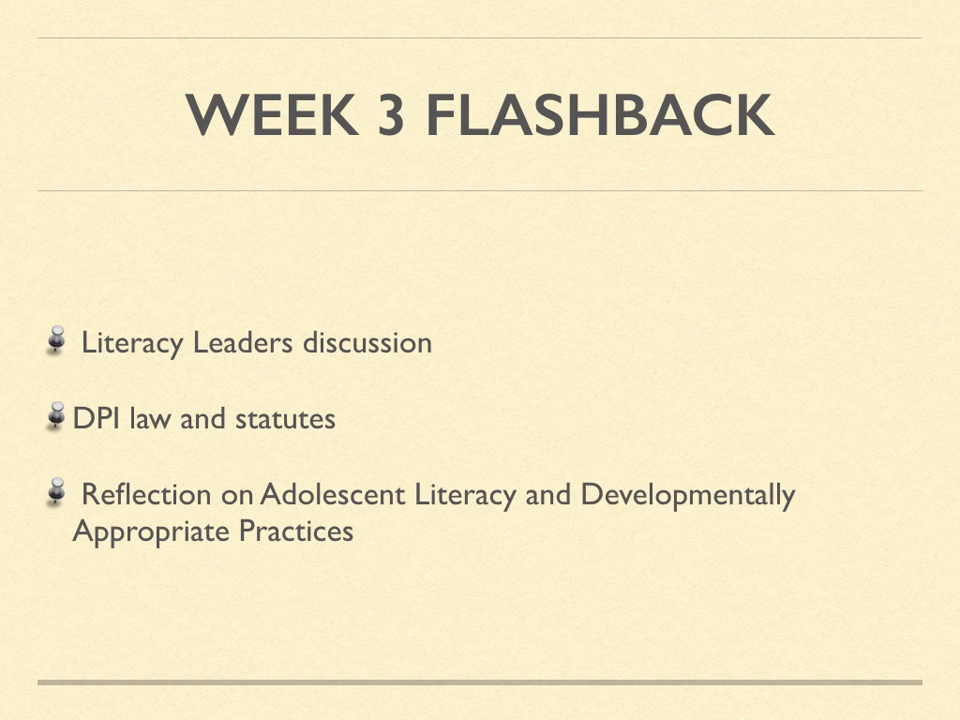 WEEK 3 FLASHBACK
Literacy Leaders discussion
DPI law and statutes
Reflection on Adolescent Literacy and Developmentally
Appropriate Practices